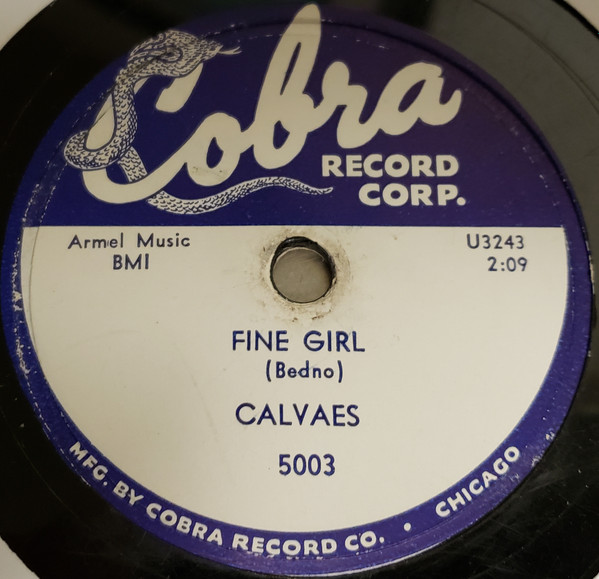 Cobra
RECORD
CORP.
Armel Music
BMI
U3243
2:09
FINE GIRL
(Bedno)
CALVAES
5003
MFG. BY COBRA RECORD CO. • CHICAGO